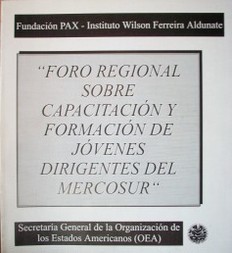 Fundación PAX - Instituto Wilson Ferreira Aldunate
“FORO REGIONAL
SOBRE
CAPACITACIÓN Y
FORMACIÓN DE
JÓVENES
DIRIGENTES DEL
MERCOSUR“
Secretaría General de la Organización de
los Estados Americanos (OEA)